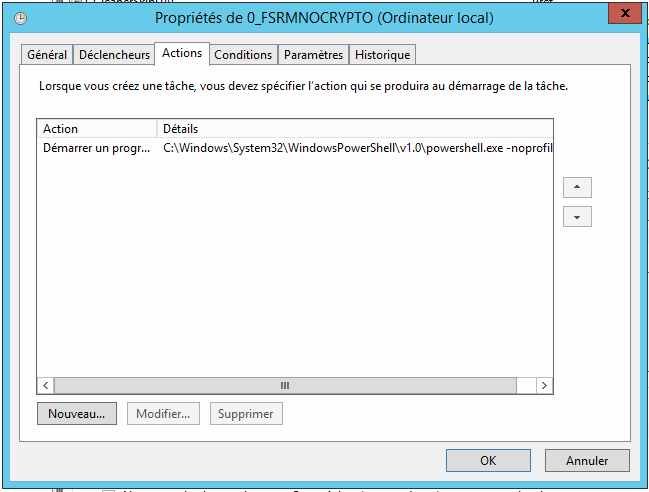 Propriétés de 0_FSRMNOCRYPTO (Ordinateur local)
x
Général Déclencheurs Actions Conditions Paramètres Historique
Lorsque vous créez une tâche, vous devez spécifier l'action qui se produira au démarrage de la tâche.
Action Détails
Démarrer un progr... C:\Windows\System32\WindowsPowerShell\v1.0\powershell.exe -noprofil
Nouveau... Modifier... Supprimer
OK Annuler